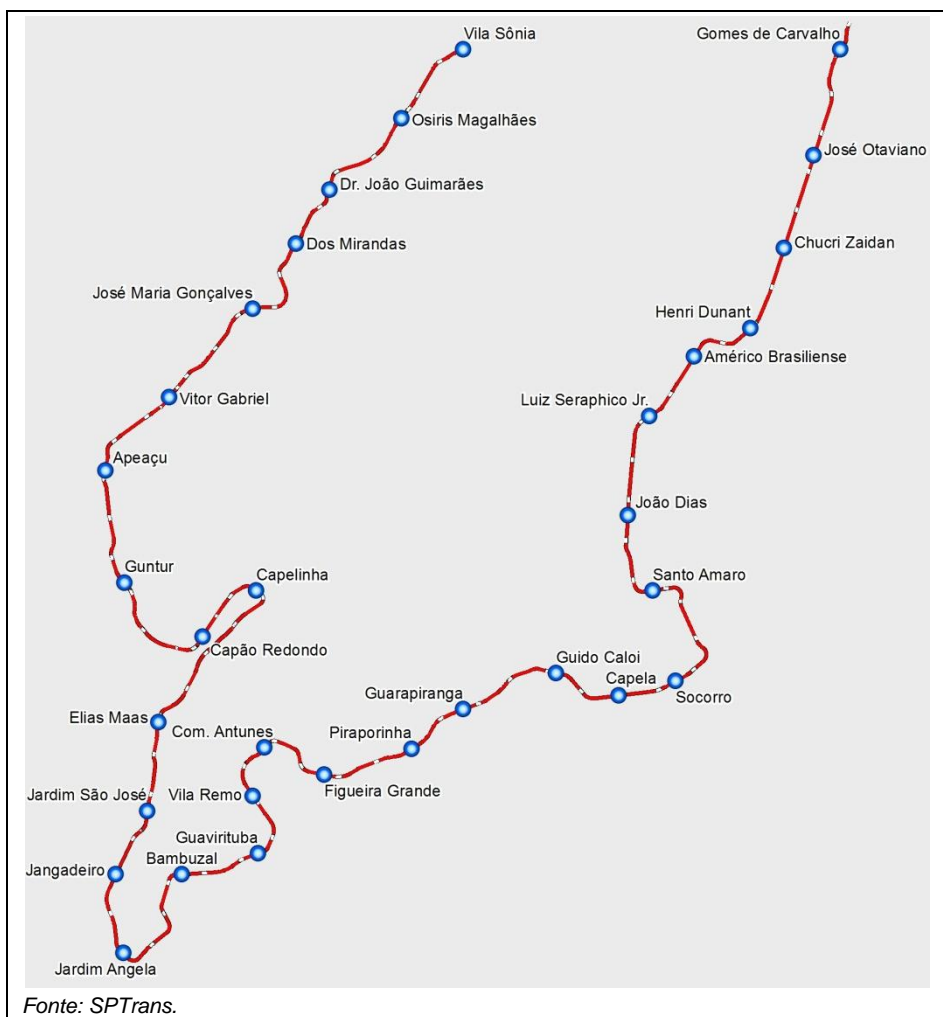 Vila Sônia
Gomes de Carvalho
Osiris Magalhães
José Otaviano
Dr. João Guimarães
Dos Mirandas
Chucri Zaidan
José Maria Gonçalves
Henri Dunant
Américo Brasiliense
Vitor Gabriel
Luiz Seraphico Jr.
Apeaçu
João Dias
Guntur
Capelinha
Santo Amaro
Capão Redondo
Guido Caloi
Capela
Socorro
Guarapiranga
Elias Maas
Com. Antunes
Piraporinha
Figueira Grande
Jardim São José
Vila Remo
Guavirituba
Jangadeiro
Bambuzal
Jardim Angela
Fonte: SPTrans.